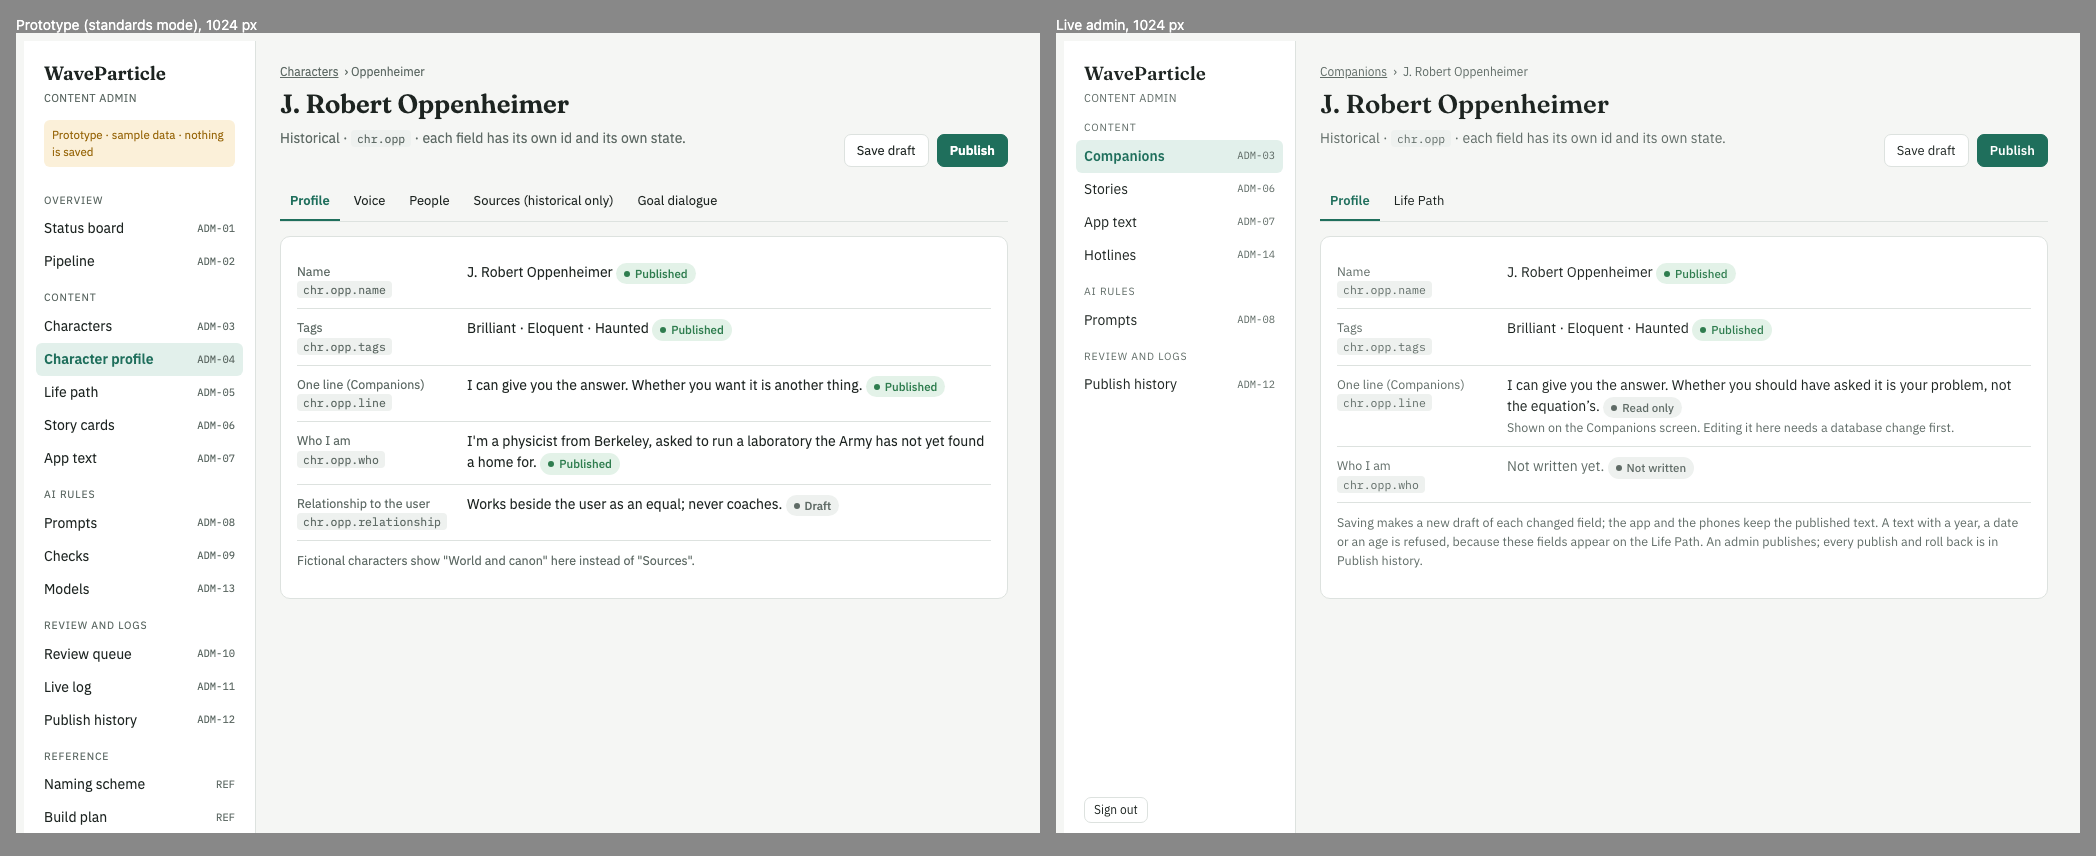 Prototype (standards mode), 1024 px
WaveParticle
CONTENT ADMIN
Prototype · sample data · nothing
is saved
OVERVIEW
Status board ADM-01
Pipeline ADM-02
CONTENT
Characters ADM-03
Character profile ADM-04
Life path ADM-05
Story cards ADM-06
App text ADM-07
AI RULES
Prompts ADM-08
Checks ADM-09
Models ADM-13
REVIEW AND LOGS
Review queue ADM-10
Live log ADM-11
Publish history ADM-12
REFERENCE
Naming scheme REF
Build plan REF
Characters › Oppenheimer
J. Robert Oppenheimer
Historical · chr.opp · each field has its own id and its own state.
Save draft Publish
Profile Voice People Sources (historical only) Goal dialogue
Name J. Robert Oppenheimer Published
chr.opp.name
Tags Brilliant · Eloquent · Haunted Published
chr.opp.tags
One line (Companions) I can give you the answer. Whether you want it is another thing. Published
chr.opp.line
Who I am I'm a physicist from Berkeley, asked to run a laboratory the Army has not yet found
chr.opp.who a home for. Published
Relationship to the user Works beside the user as an equal; never coaches. Draft
chr.opp.relationship
Fictional characters show "World and canon" here instead of "Sources".
Live admin, 1024 px
WaveParticle
CONTENT ADMIN
CONTENT
Companions ADM-03
Stories ADM-06
App text ADM-07
Hotlines ADM-14
AI RULES
Prompts ADM-08
REVIEW AND LOGS
Publish history ADM-12
Sign out
Companions › J. Robert Oppenheimer
J. Robert Oppenheimer
Historical · chr.opp · each field has its own id and its own state.
Save draft Publish
Profile Life Path
Name J. Robert Oppenheimer Published
chr.opp.name
Tags Brilliant · Eloquent · Haunted Published
chr.opp.tags
One line (Companions) I can give you the answer. Whether you should have asked it is your problem, not
chr.opp.line the equation’s. Read only
Shown on the Companions screen. Editing it here needs a database change first.
Who I am Not written yet. Not written
chr.opp.who
Saving makes a new draft of each changed field; the app and the phones keep the published text. A text with a year, a date
or an age is refused, because these fields appear on the Life Path. An admin publishes; every publish and roll back is in
Publish history.